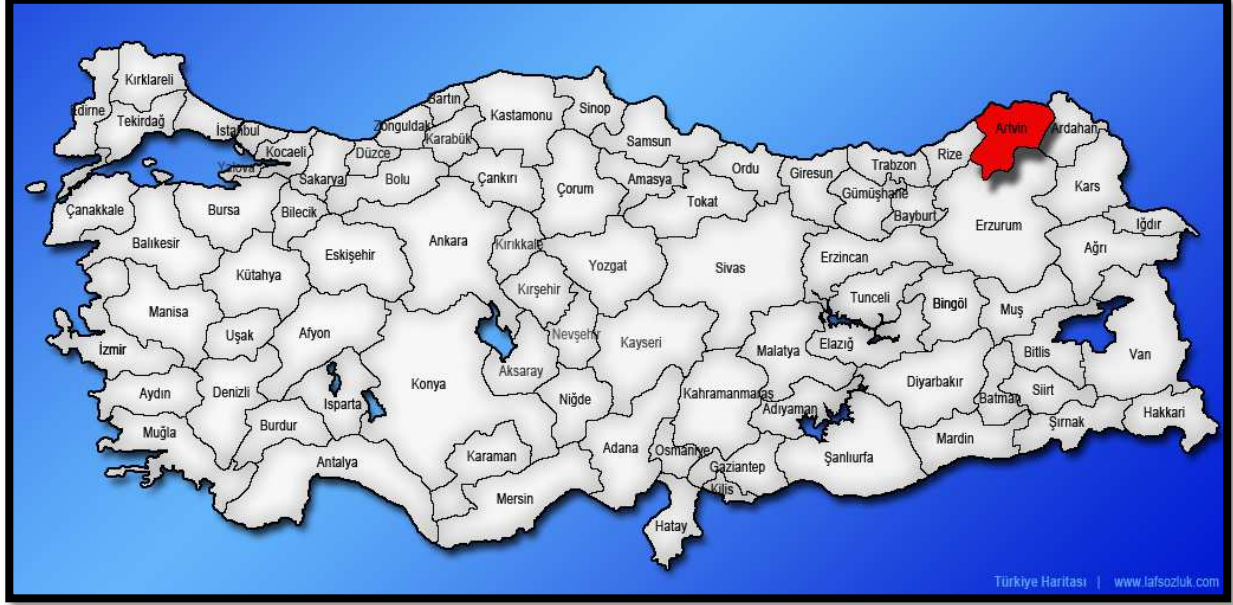 Kırklareli
Edirne
Tekirdağ
İstanbul
Kocaeli
Yalova
Sakarya
Düzce
Zonguldak
Bartın
Karabük
Kastamonu
Sinop
Samsun
Bolu
Çankırı
Çorum
Amasya
Ordu
Tokat
Giresun
Trabzon
Gümüşhane
Bayburt
Rize
Artvin
Ardahan
Kars
Iğdır
Erzurum
Ağrı
Çanakkale
Bursa
Bilecik
Balıkesir
Kütahya
Eskişehir
Ankara
Kırıkkale
Kırşehir
Yozgat
Sivas
Erzincan
Tunceli
Bingöl
Muş
Manisa
Uşak
Afyon
Nevşehir
Kayseri
Malatya
Elazığ
Bitlis
Van
İzmir
Aydın
Denizli
Isparta
Konya
Aksaray
Niğde
Kahramanmaraş
Adıyaman
Diyarbakır
Batman
Siirt
Şırnak
Hakkari
Muğla
Burdur
Antalya
Karaman
Mersin
Adana
Osmaniye
Gaziantep
Kilis
Hatay
Şanlıurfa
Mardin
Türkiye Haritası | www.lafsozluk.com